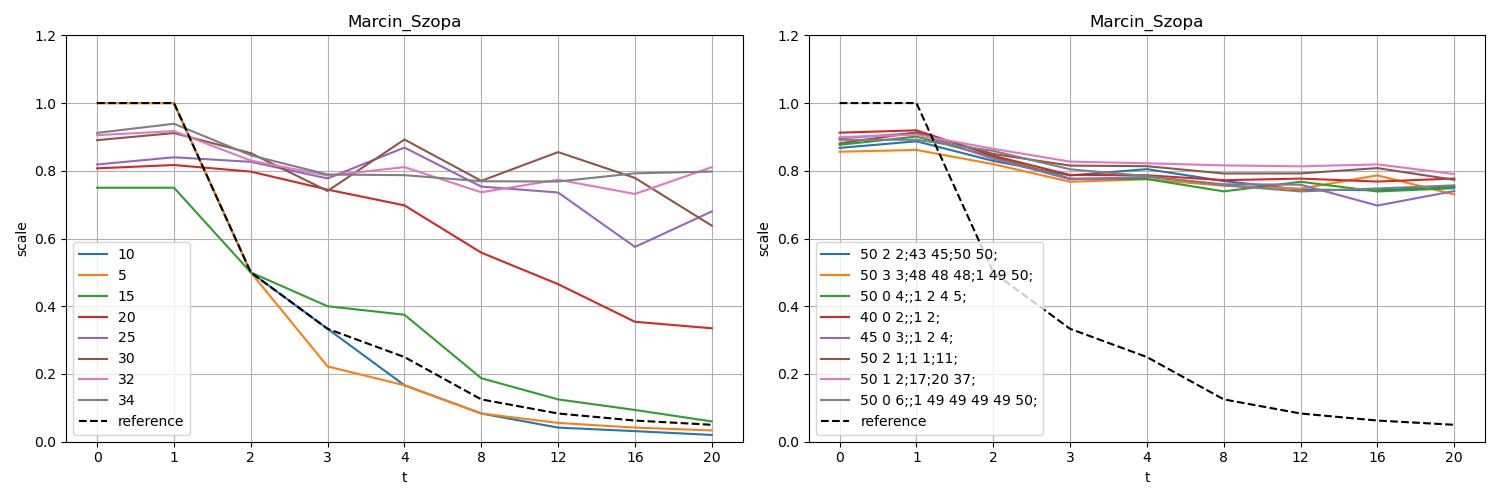 Marcin_Szopa
1.2
1.0
0.8
0.6
0.4
0.2
0.0
scale
10
5
15
20
25
30
32
34
reference
0 1 2 3 4 8 12 16 20
t
Marcin_Szopa
1.2
1.0
0.8
0.6
0.4
0.2
0.0
scale
50 2 2;43 45;50 50;
50 3 3;48 48 48;1 49 50;
50 0 4;;1 2 4 5;
40 0 2;;1 2;
45 0 3;;1 2 4;
50 2 1;1 1;11;
50 1 2;17;20 37;
50 0 6;;1 49 49 49 49 50;
reference
0 1 2 3 4 8 12 16 20
t